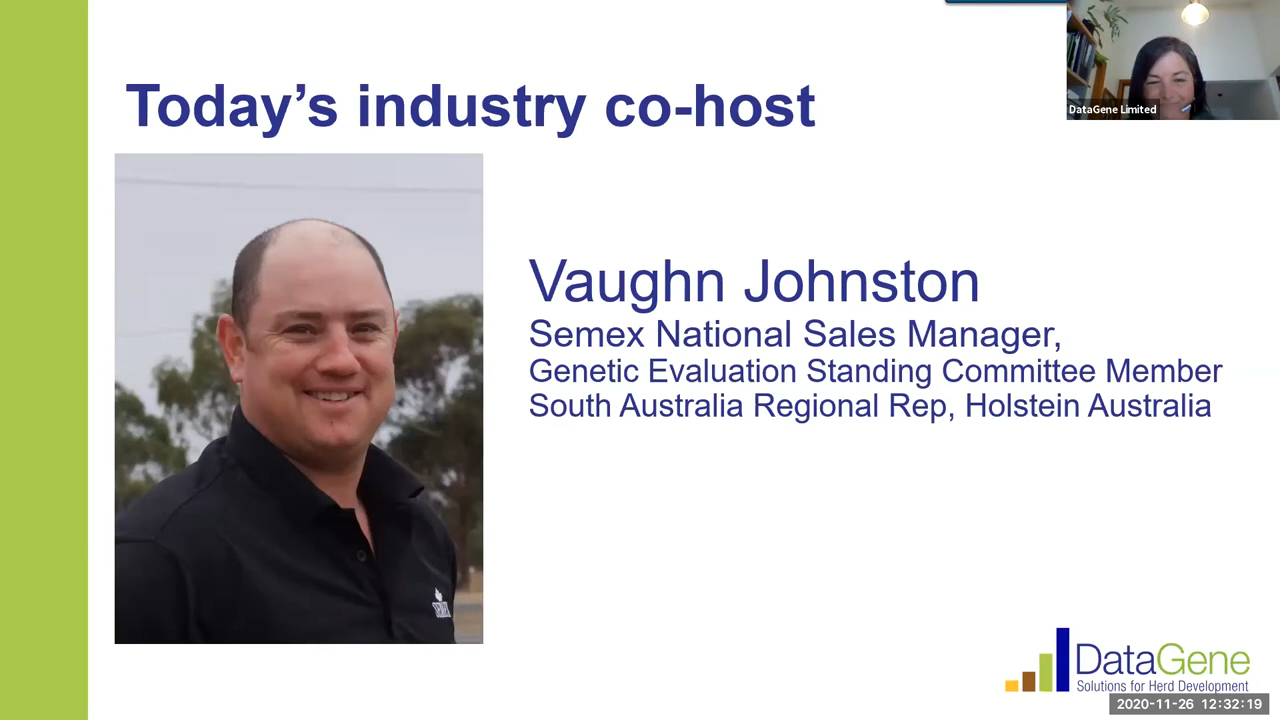 Today's industry co-host
DataGene Limited
Vaughn Johnston
Semex National Sales Manager,
Genetic Evaluation Standing Committee Member
South Australia Regional Rep, Holstein Australia
SEMEX
DataGene
Solutions for Herd Development
2020-11-26 12:32:19